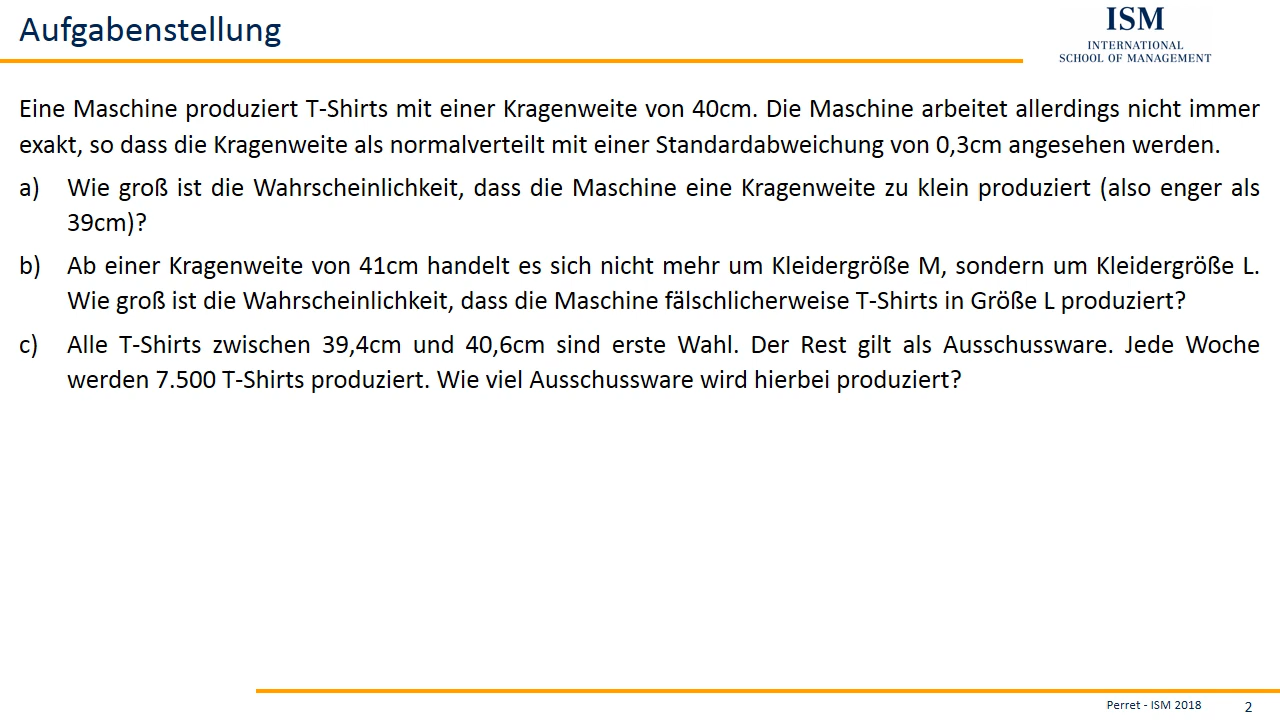 Aufgabenstellung
ISM
INTERNATIONAL
SCHOOL OF MANAGEMENT
Eine Maschine produziert T-Shirts mit einer Kragenweite von 40cm. Die Maschine arbeitet allerdings nicht immer
exakt, so dass die Kragenweite als normalverteilt mit einer Standardabweichung von 0,3cm angesehen werden.
a) Wie groß ist die Wahrscheinlichkeit, dass die Maschine eine Kragenweite zu klein produziert (also enger als
39cm)?
b) Ab einer Kragenweite von 41cm handelt es sich nicht mehr um Kleidergröße M, sondern um Kleidergröße L.
Wie groß ist die Wahrscheinlichkeit, dass die Maschine fälschlicherweise T-Shirts in Größe L produziert?
c) Alle T-Shirts zwischen 39,4cm und 40,6cm sind erste Wahl. Der Rest gilt als Ausschussware. Jede Woche
werden 7.500 T-Shirts produziert. Wie viel Ausschussware wird hierbei produziert?
Perret - ISM 2018
2